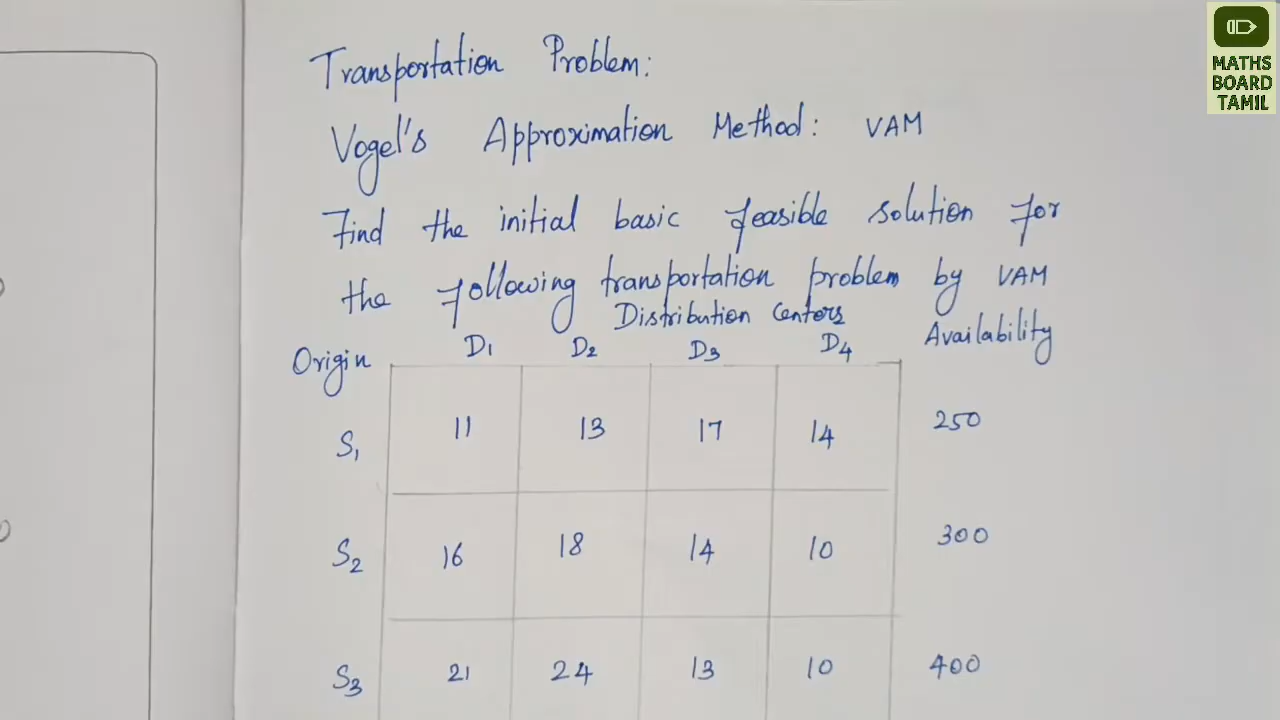 MATHS
BOARD
TAMIL
Transportation Problem:
Vogel's Approximation Method: VAM
Find the initial basic feasible solution for
the following transportation problem by VAM
Distribution Centers
Origin D1 D2 D3 D4 Availability
S1 11 13 17 14 250
S2 16 18 14 10 300
S3 21 24 13 10 400